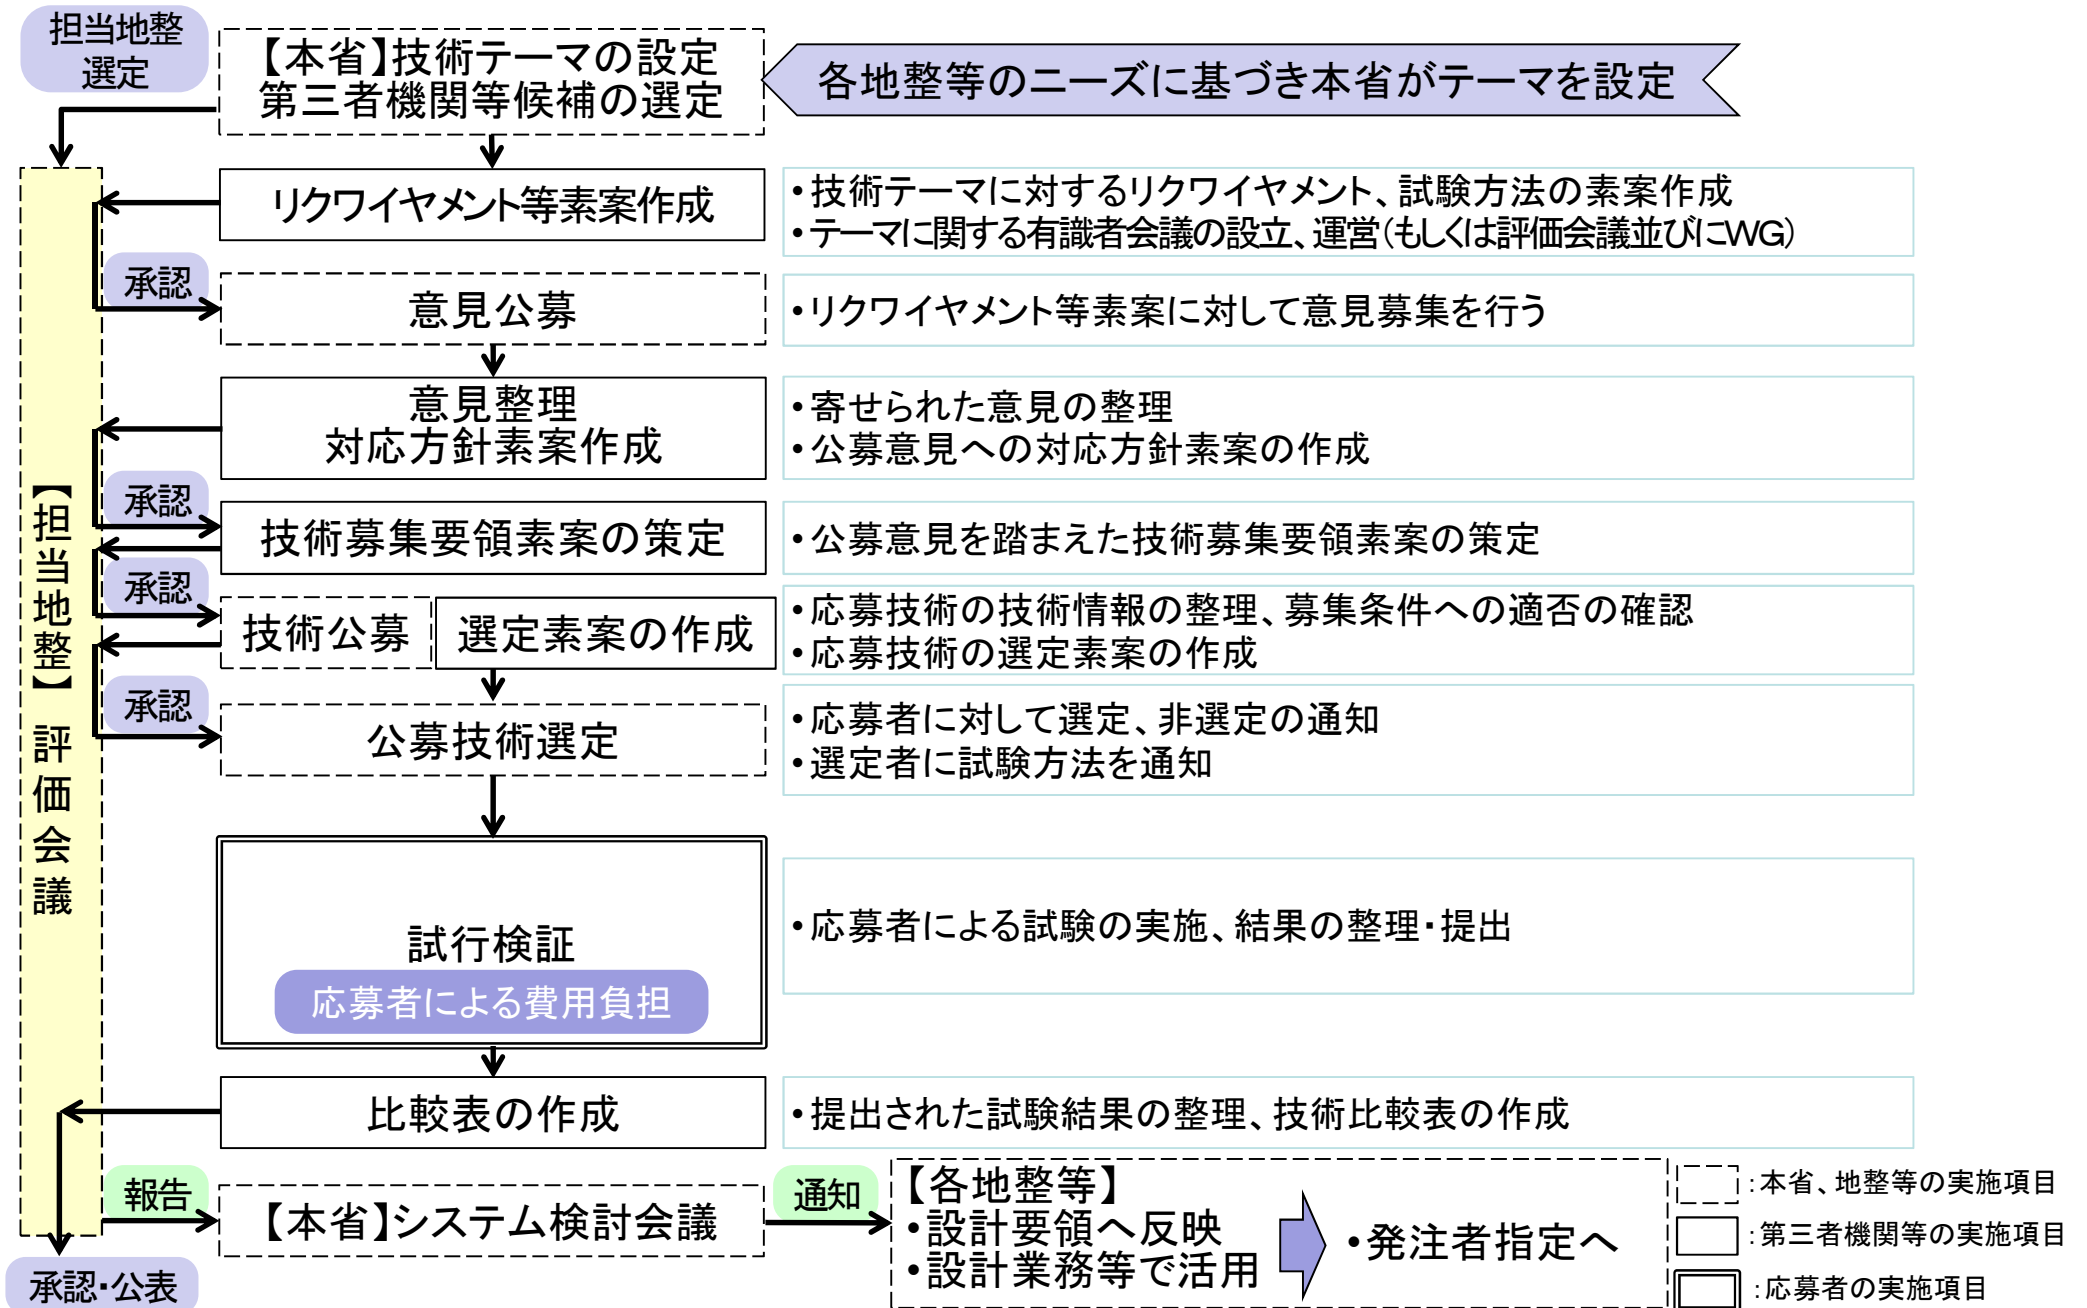 担当地整
選定
【本省】技術テーマの設定
第三者機関等候補の選定
各地整等のニーズに基づき本省がテーマを設定
【担当地整】評価会議
リクワイヤメント等素案作成
・技術テーマに対するリクワイヤメント、試験方法の素案作成
・テーマに関する有識者会議の設立、運営(もしくは評価会議並びにWG)
承認
意見公募
・リクワイヤメント等素案に対して意見募集を行う
意見整理
対応方針素案作成
・寄せられた意見の整理
・公募意見への対応方針素案の作成
承認
技術募集要領素案の策定
・公募意見を踏まえた技術募集要領素案の策定
承認
技術公募
選定素案の作成
・応募技術の技術情報の整理、募集条件への適否の確認
・応募技術の選定素案の作成
承認
公募技術選定
・応募者に対して選定、非選定の通知
・選定者に試験方法を通知
試行検証
応募者による費用負担
・応募者による試験の実施、結果の整理・提出
比較表の作成
・提出された試験結果の整理、技術比較表の作成
報告
【本省】システム検討会議
通知
【各地整等】
・設計要領へ反映
・設計業務等で活用
・発注者指定へ
承認・公表
:本省、地整等の実施項目
:第三者機関等の実施項目
:応募者の実施項目